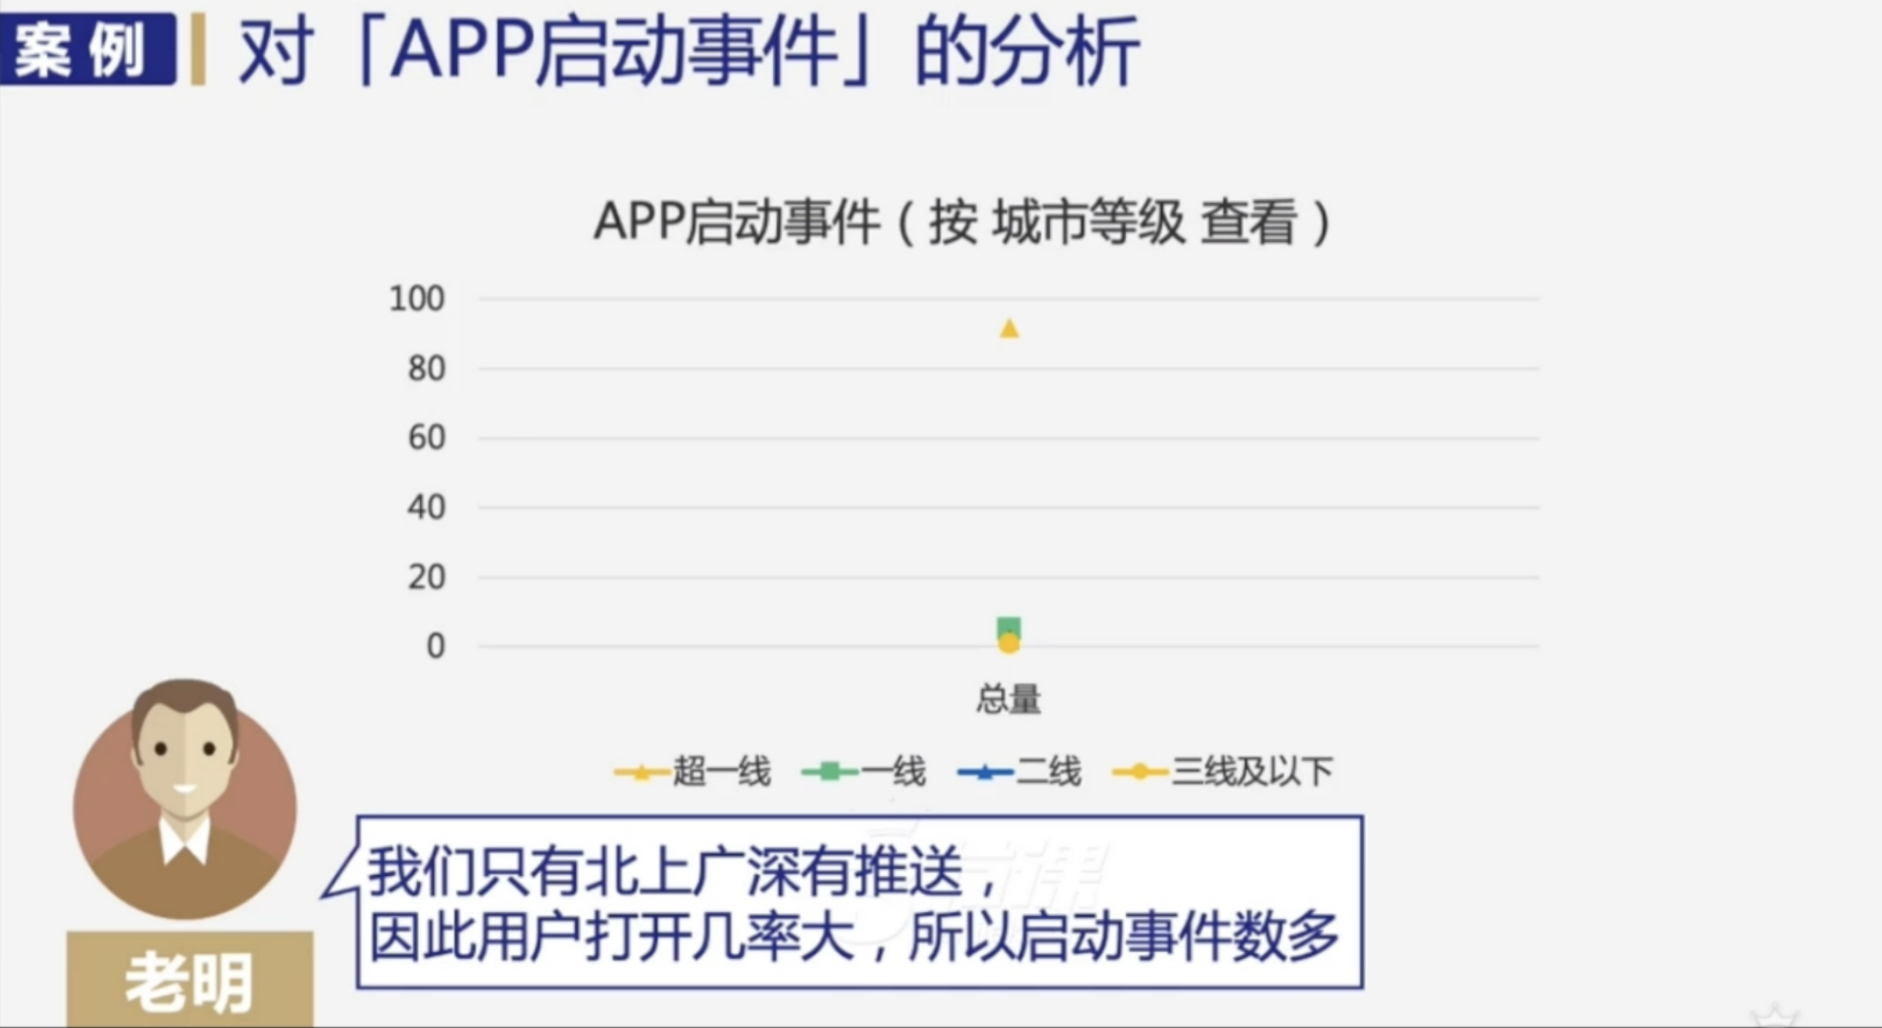 案例
对「APP启动事件」的分析
APP启动事件（按 城市等级 查看）
100
80
60
40
20
0
总量
超一线 一线 二线 三线及以下
我们只有北上广深有推送，
因此用户打开几率大，所以启动事件数多
老明